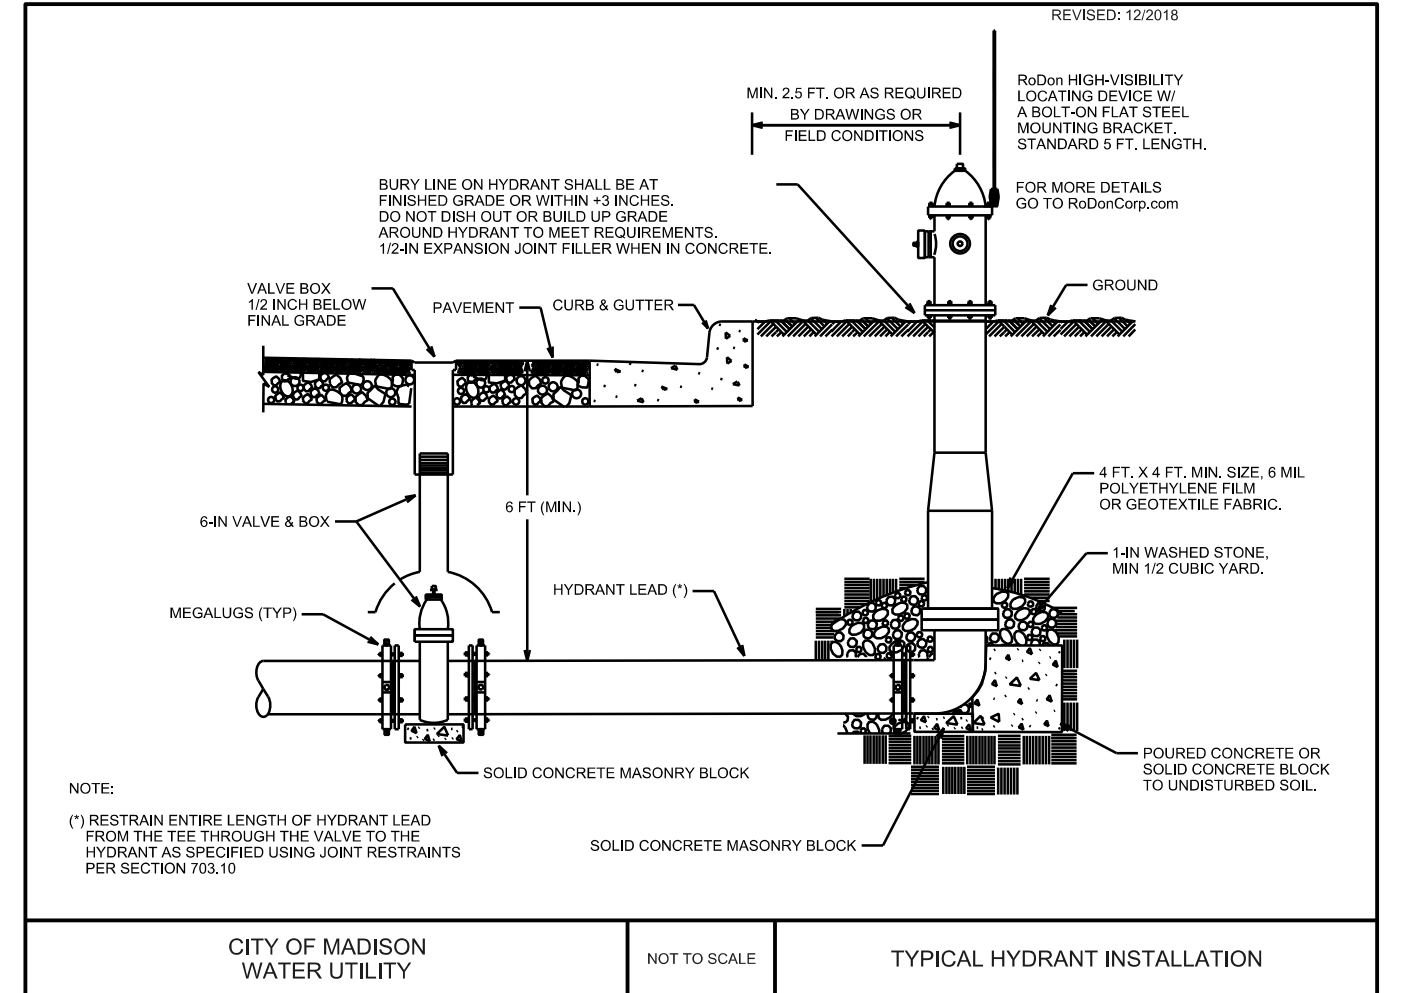 REVISED: 12/2018
MIN. 2.5 FT. OR AS REQUIRED
BY DRAWINGS OR
FIELD CONDITIONS
RoDon HIGH-VISIBILITY
LOCATING DEVICE W/
A BOLT-ON FLAT STEEL
MOUNTING BRACKET.
STANDARD 5 FT. LENGTH.
FOR MORE DETAILS
GO TO RoDonCorp.com
BURY LINE ON HYDRANT SHALL BE AT
FINISHED GRADE OR WITHIN +3 INCHES.
DO NOT DISH OUT OR BUILD UP GRADE
AROUND HYDRANT TO MEET REQUIREMENTS.
1/2-IN EXPANSION JOINT FILLER WHEN IN CONCRETE.
VALVE BOX
1/2 INCH BELOW
FINAL GRADE
PAVEMENT
CURB & GUTTER
GROUND
6 FT (MIN.)
6-IN VALVE & BOX
4 FT. X 4 FT. MIN. SIZE, 6 MIL
POLYETHYLENE FILM
OR GEOTEXTILE FABRIC.
1-IN WASHED STONE,
MIN 1/2 CUBIC YARD.
HYDRANT LEAD (*)
MEGALUGS (TYP)
SOLID CONCRETE MASONRY BLOCK
POURED CONCRETE OR
SOLID CONCRETE BLOCK
TO UNDISTURBED SOIL.
SOLID CONCRETE MASONRY BLOCK
NOTE:
(*) RESTRAIN ENTIRE LENGTH OF HYDRANT LEAD
FROM THE TEE THROUGH THE VALVE TO THE
HYDRANT AS SPECIFIED USING JOINT RESTRAINTS
PER SECTION 703.10
CITY OF MADISON
WATER UTILITY
NOT TO SCALE
TYPICAL HYDRANT INSTALLATION